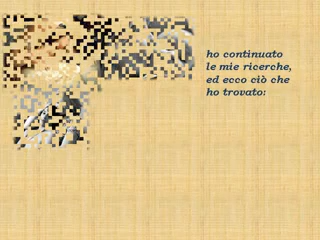 ho continuato
le mie ricerche,
ed ecco ciò che
ho trovato: